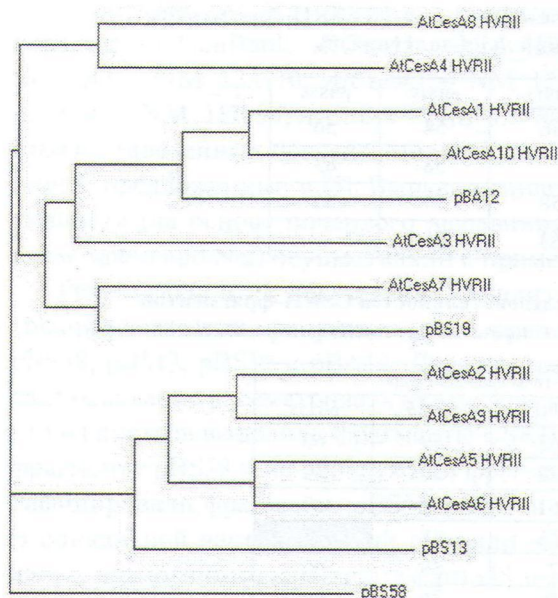 AtCesA8 HVRII
AtCesA4 HVRII
AtCesA1 HVRII
AtCesA10 HVRII
pBA12
AtCesA3 HVRII
AtCesA7 HVRII
pBS19
AtCesA2 HVRII
AtCesA9 HVRII
AtCesA5 HVRII
AtCesA6 HVRII
pBS13
pBS58